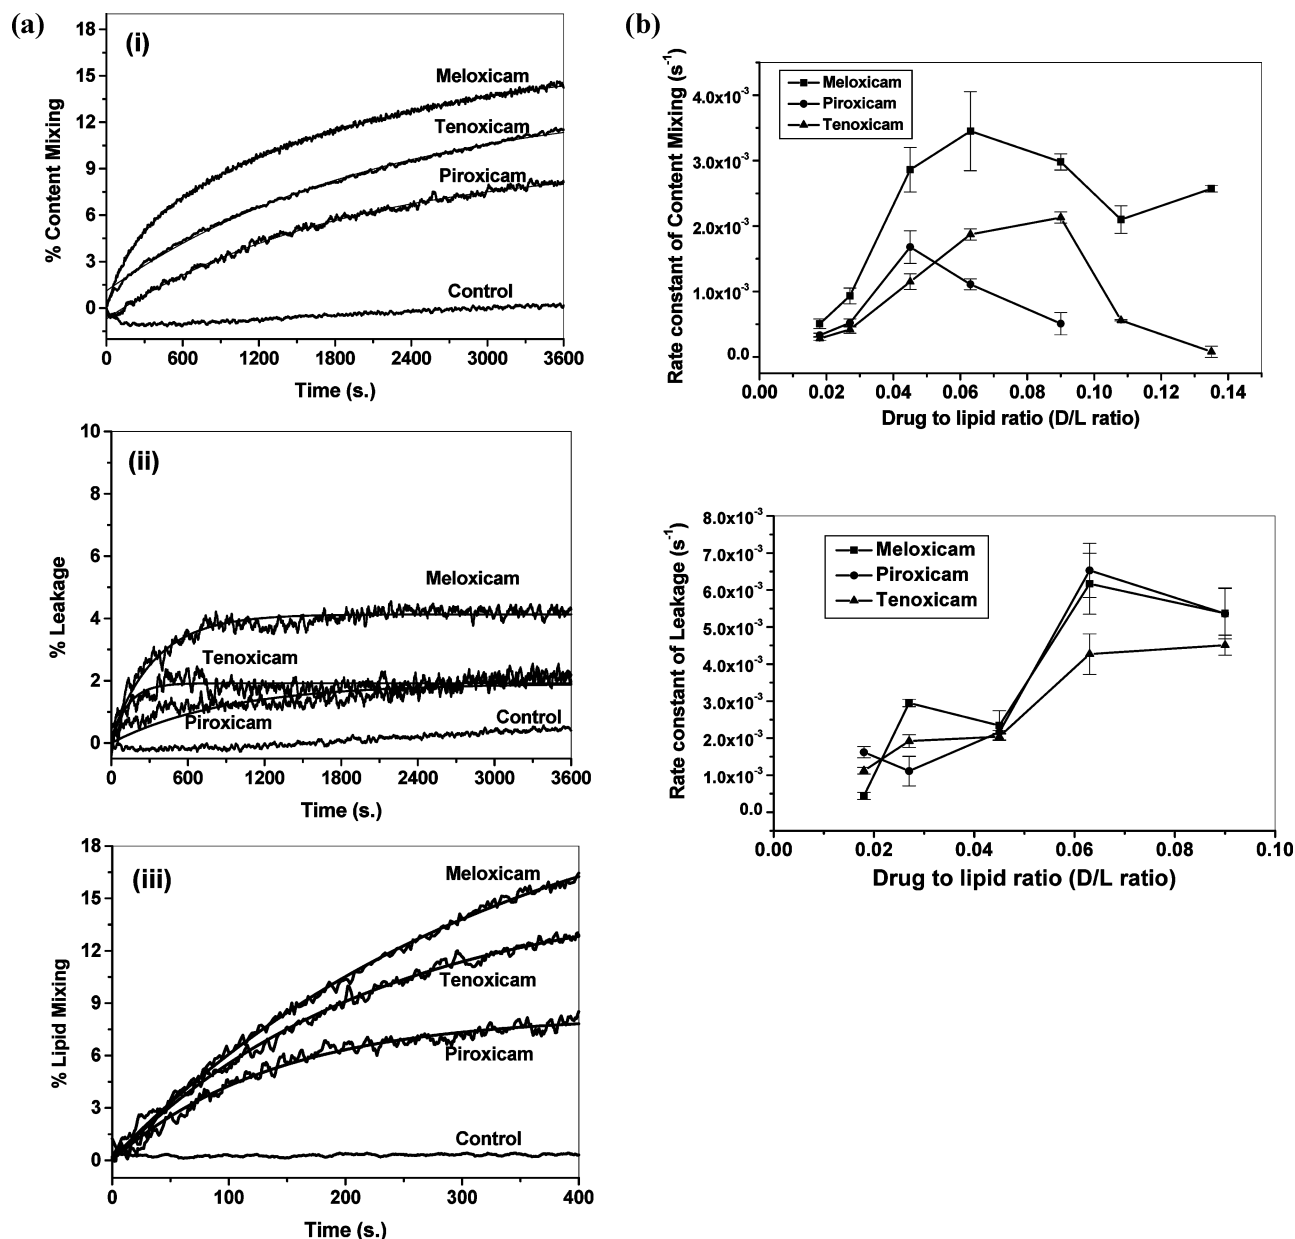 (a)
(i)
18
15
12
9
6
3
0
% Content Mixing
Meloxicam
Tenoxicam
Piroxicam
Control
0 600 1200 1800 2400 3000 3600
Time (s.)
(ii)
10
8
6
4
2
0
% Leakage
Meloxicam
Tenoxicam
Piroxicam
Control
0 600 1200 1800 2400 3000 3600
Time (s.)
(iii)
18
15
12
9
6
3
0
% Lipid Mixing
Meloxicam
Tenoxicam
Piroxicam
Control
0 100 200 300 400
Time (s.)
(b)
Rate constant of Content Mixing (s⁻¹)
Meloxicam
Piroxicam
Tenoxicam
4.0x10⁻³
3.0x10⁻³
2.0x10⁻³
1.0x10⁻³
0.0
0.00 0.02 0.04 0.06 0.08 0.10 0.12 0.14
Drug to lipid ratio (D/L ratio)
Rate constant of Leakage (s⁻¹)
Meloxicam
Piroxicam
Tenoxicam
8.0x10⁻³
7.0x10⁻³
6.0x10⁻³
5.0x10⁻³
4.0x10⁻³
3.0x10⁻³
2.0x10⁻³
1.0x10⁻³
0.0
0.00 0.02 0.04 0.06 0.08 0.10
Drug to lipid ratio (D/L ratio)